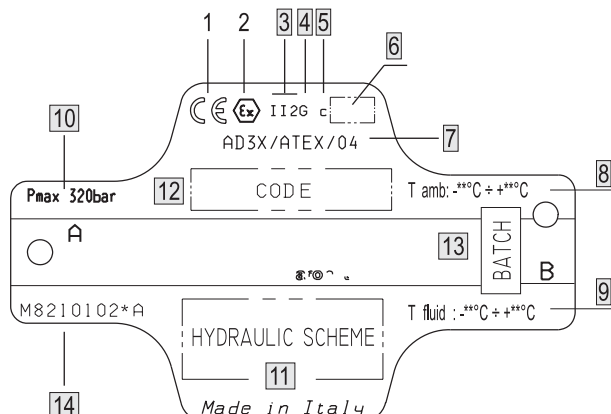 1 2 3 4 5 6
CE Ex II2G c
AD3X/ATEX/04 7
10
Pmax 320bar
12 CODE
T amb: -**°C ÷ +**°C 8
A
13 BATCH
B
M8210102*A
HYDRAULIC SCHEME
T fluid : -**°C ÷ +**°C 9
11
14
Made in Italy